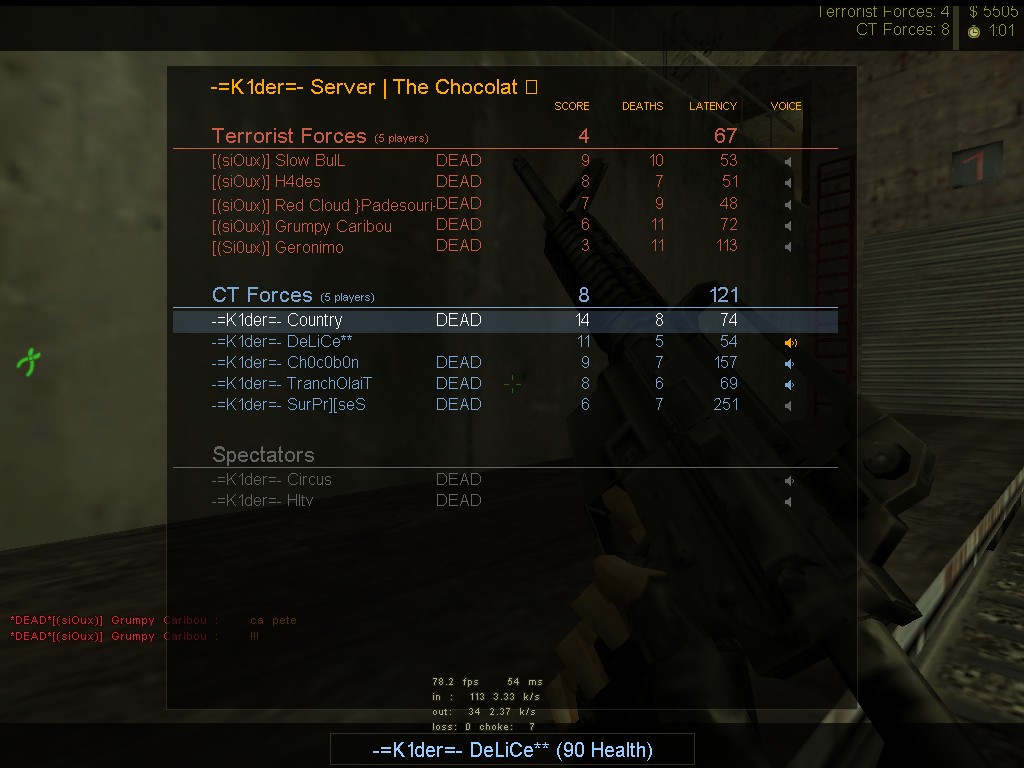 Terrorist Forces: 4 $ 5505
CT Forces: 8 1:01
-=K1der=- Server | The Chocolat
SCORE DEATHS LATENCY VOICE
Terrorist Forces (5 players) 4 67
[(siOux)] Slow BulL DEAD 9 10 53
[(siOux)] H4des DEAD 8 7 51
[(siOux)] Red Cloud }Padesouri- DEAD 7 9 48
[(siOux)] Grumpy Caribou DEAD 6 11 72
[(Si0ux)] Geronimo DEAD 3 11 113
CT Forces (5 players) 8 121
-=K1der=- Country DEAD 14 8 74
-=K1der=- DeLiCe** 11 5 54
-=K1der=- Ch0c0b0n DEAD 9 7 157
-=K1der=- TranchOlaiT DEAD 8 6 69
-=K1der=- SurPr][seS DEAD 6 7 251
Spectators
-=K1der=- Circus DEAD
-=K1der=- Hltv DEAD
1
*DEAD*[(siOux)] Grumpy Caribou : ca pete
*DEAD*[(siOux)] Grumpy Caribou : !!!
78.2 fps 54 ms
in : 113 3.33 k/s
out: 34 2.37 k/s
loss: 0 choke: 7
-=K1der=- DeLiCe** (90 Health)